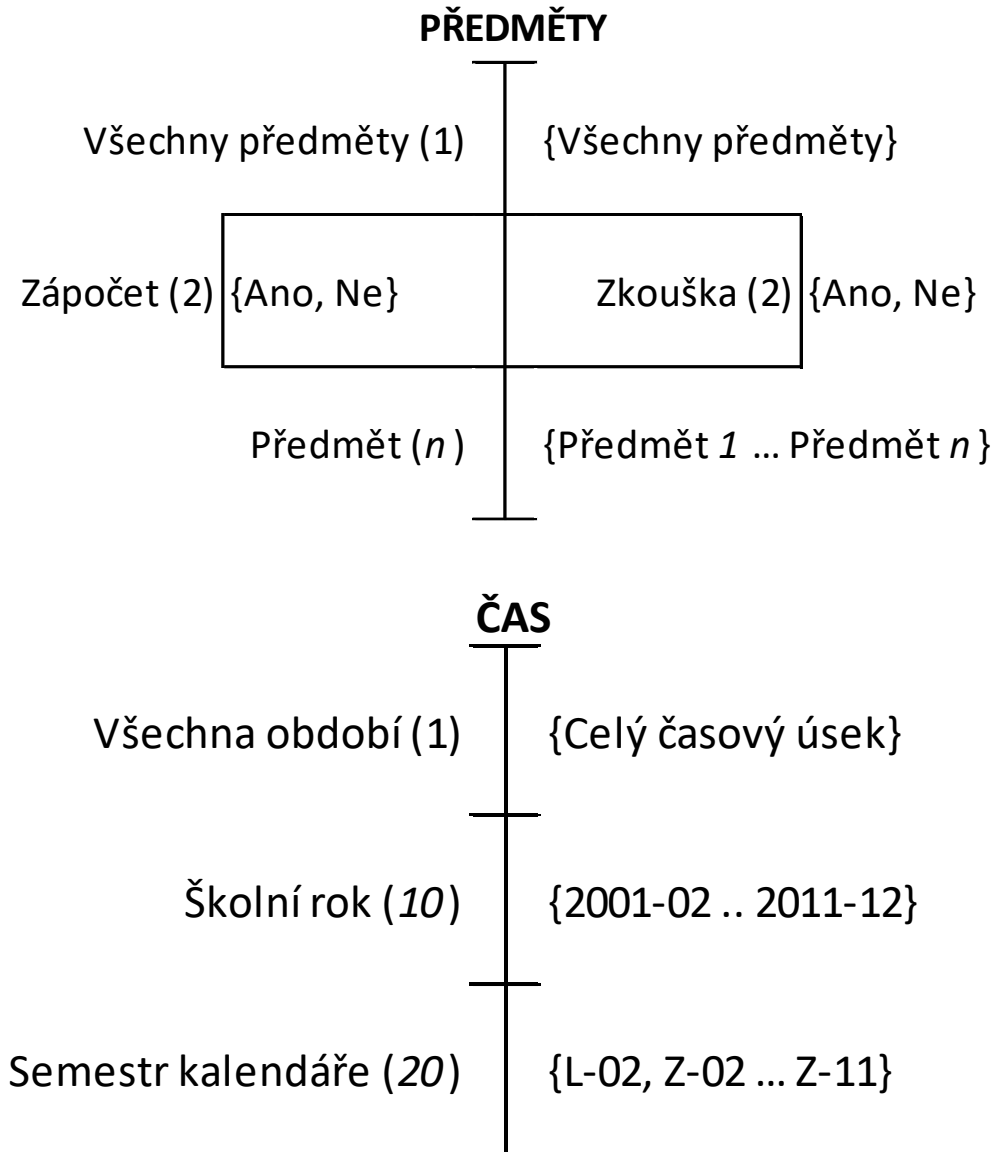 PŘEDMĚTY
Všechny předměty (1) {Všechny předměty}
Zápočet (2) {Ano, Ne} Zkouška (2) {Ano, Ne}
Předmět (n) {Předmět 1 ... Předmět n}
ČAS
Všechna období (1) {Celý časový úsek}
Školní rok (10) {2001-02 .. 2011-12}
Semestr kalendáře (20) {L-02, Z-02 ... Z-11}